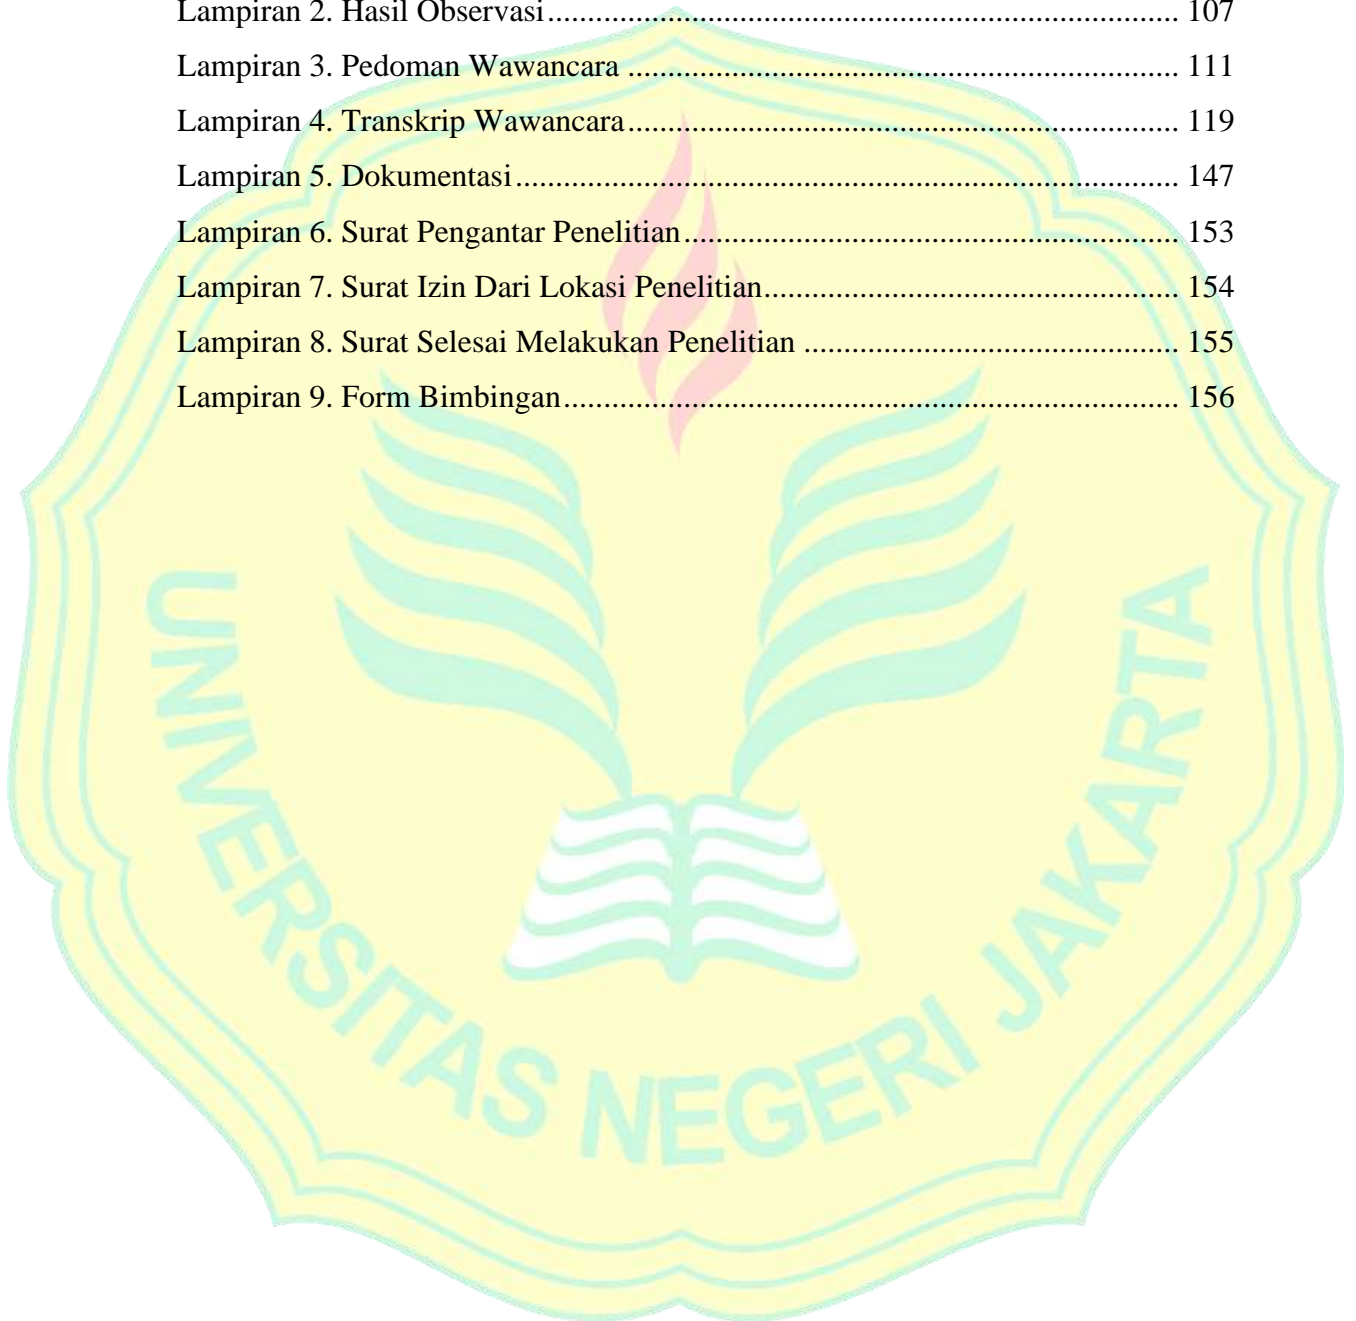 Lampiran 2. Hasil Observasi................................................................................ 107
Lampiran 3. Pedoman Wawancara ...................................................................... 111
Lampiran 4. Transkrip Wawancara...................................................................... 119
Lampiran 5. Dokumentasi.................................................................................... 147
Lampiran 6. Surat Pengantar Penelitian............................................................... 153
Lampiran 7. Surat Izin Dari Lokasi Penelitian..................................................... 154
Lampiran 8. Surat Selesai Melakukan Penelitian ................................................ 155
Lampiran 9. Form Bimbingan.............................................................................. 156
UNIVERSITAS NEGERI JAKARTA